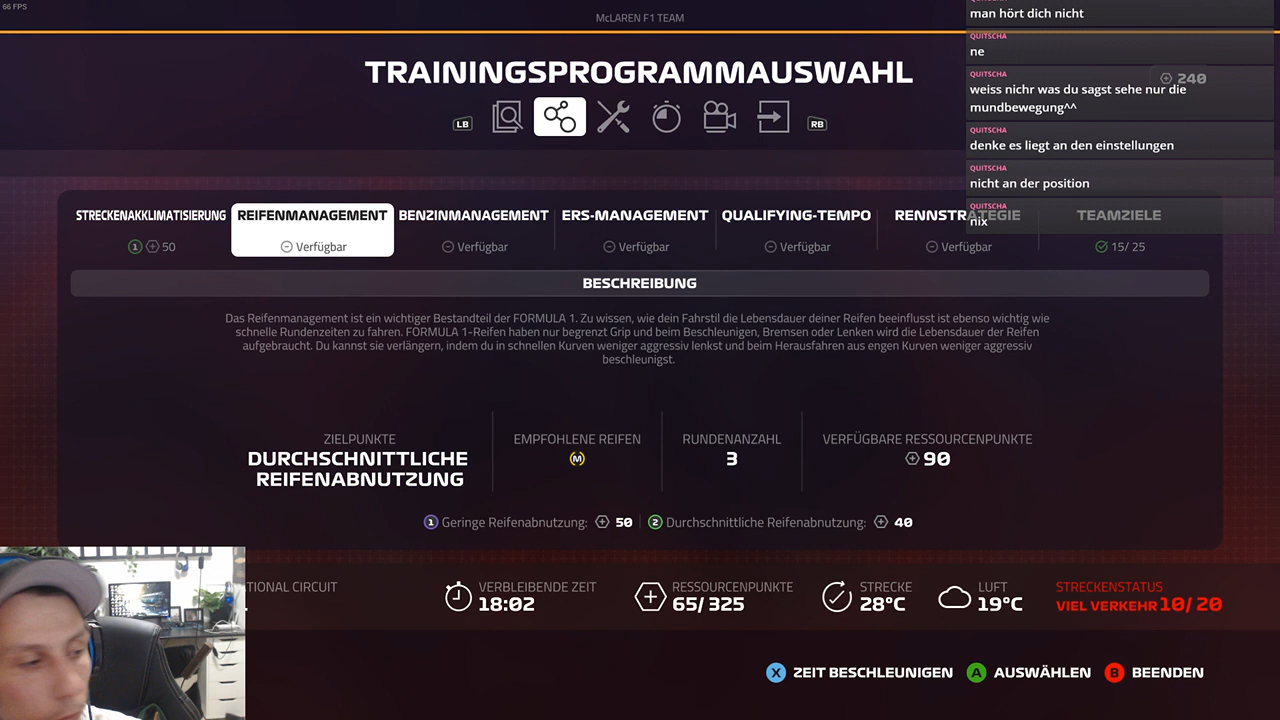 66 FPS
McLAREN F1 TEAM
TRAININGSPROGRAMMAUSWAHL
LB
RB
240
man hört dich nicht
QUITSCHA
ne
QUITSCHA
weiss nichr was du sagst sehe nur die
mundbewegung^^
QUITSCHA
denke es liegt an den einstellungen
QUITSCHA
nicht an der position
QUITSCHA
nix
STRECKENAKKLIMATISIERUNG
1 50
REIFENMANAGEMENT
Verfügbar
BENZINMANAGEMENT
Verfügbar
ERS-MANAGEMENT
Verfügbar
QUALIFYING-TEMPO
Verfügbar
RENNSTRATEGIE
Verfügbar
TEAMZIELE
15/ 25
BESCHREIBUNG
Das Reifenmanagement ist ein wichtiger Bestandteil der FORMULA 1. Zu wissen, wie dein Fahrstil die Lebensdauer deiner Reifen beeinflusst ist ebenso wichtig wie
schnelle Rundenzeiten zu fahren. FORMULA 1-Reifen haben nur begrenzt Grip und beim Beschleunigen, Bremsen oder Lenken wird die Lebensdauer der Reifen
aufgebraucht. Du kannst sie verlängern, indem du in schnellen Kurven weniger aggressiv lenkst und beim Herausfahren aus engen Kurven weniger aggressiv
beschleunigst.
ZIELPUNKTE
DURCHSCHNITTLICHE
REIFENABNUTZUNG
EMPFOHLENE REIFEN
M
RUNDENANZAHL
3
VERFÜGBARE RESSOURCENPUNKTE
90
1 Geringe Reifenabnutzung: 50
2 Durchschnittliche Reifenabnutzung: 40
TIONAL CIRCUIT
VERBLEIBENDE ZEIT
18:02
RESSOURCENPUNKTE
65/ 325
STRECKE
28°C
LUFT
19°C
STRECKENSTATUS
VIEL VERKEHR 10/ 20
X ZEIT BESCHLEUNIGEN
A AUSWÄHLEN
B BEENDEN